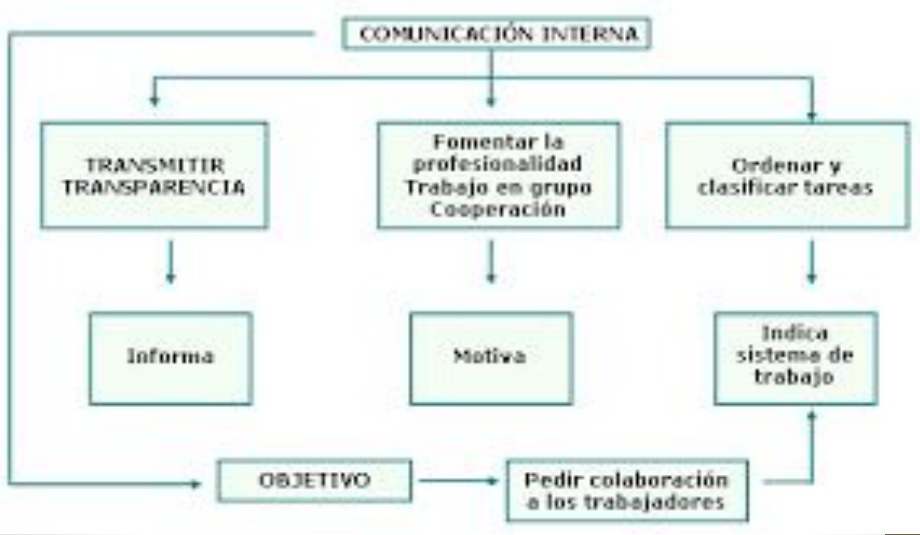 COMUNICACIÓN INTERNA
TRANSMITIR
TRANSPARENCIA
Fomentar la
profesionalidad
Trabajo en grupo
Cooperación
Ordenar y
clasificar tareas
Informa
Motiva
Indica
sistema de
trabajo
OBJETIVO
Pedir colaboración
a los trabajadores